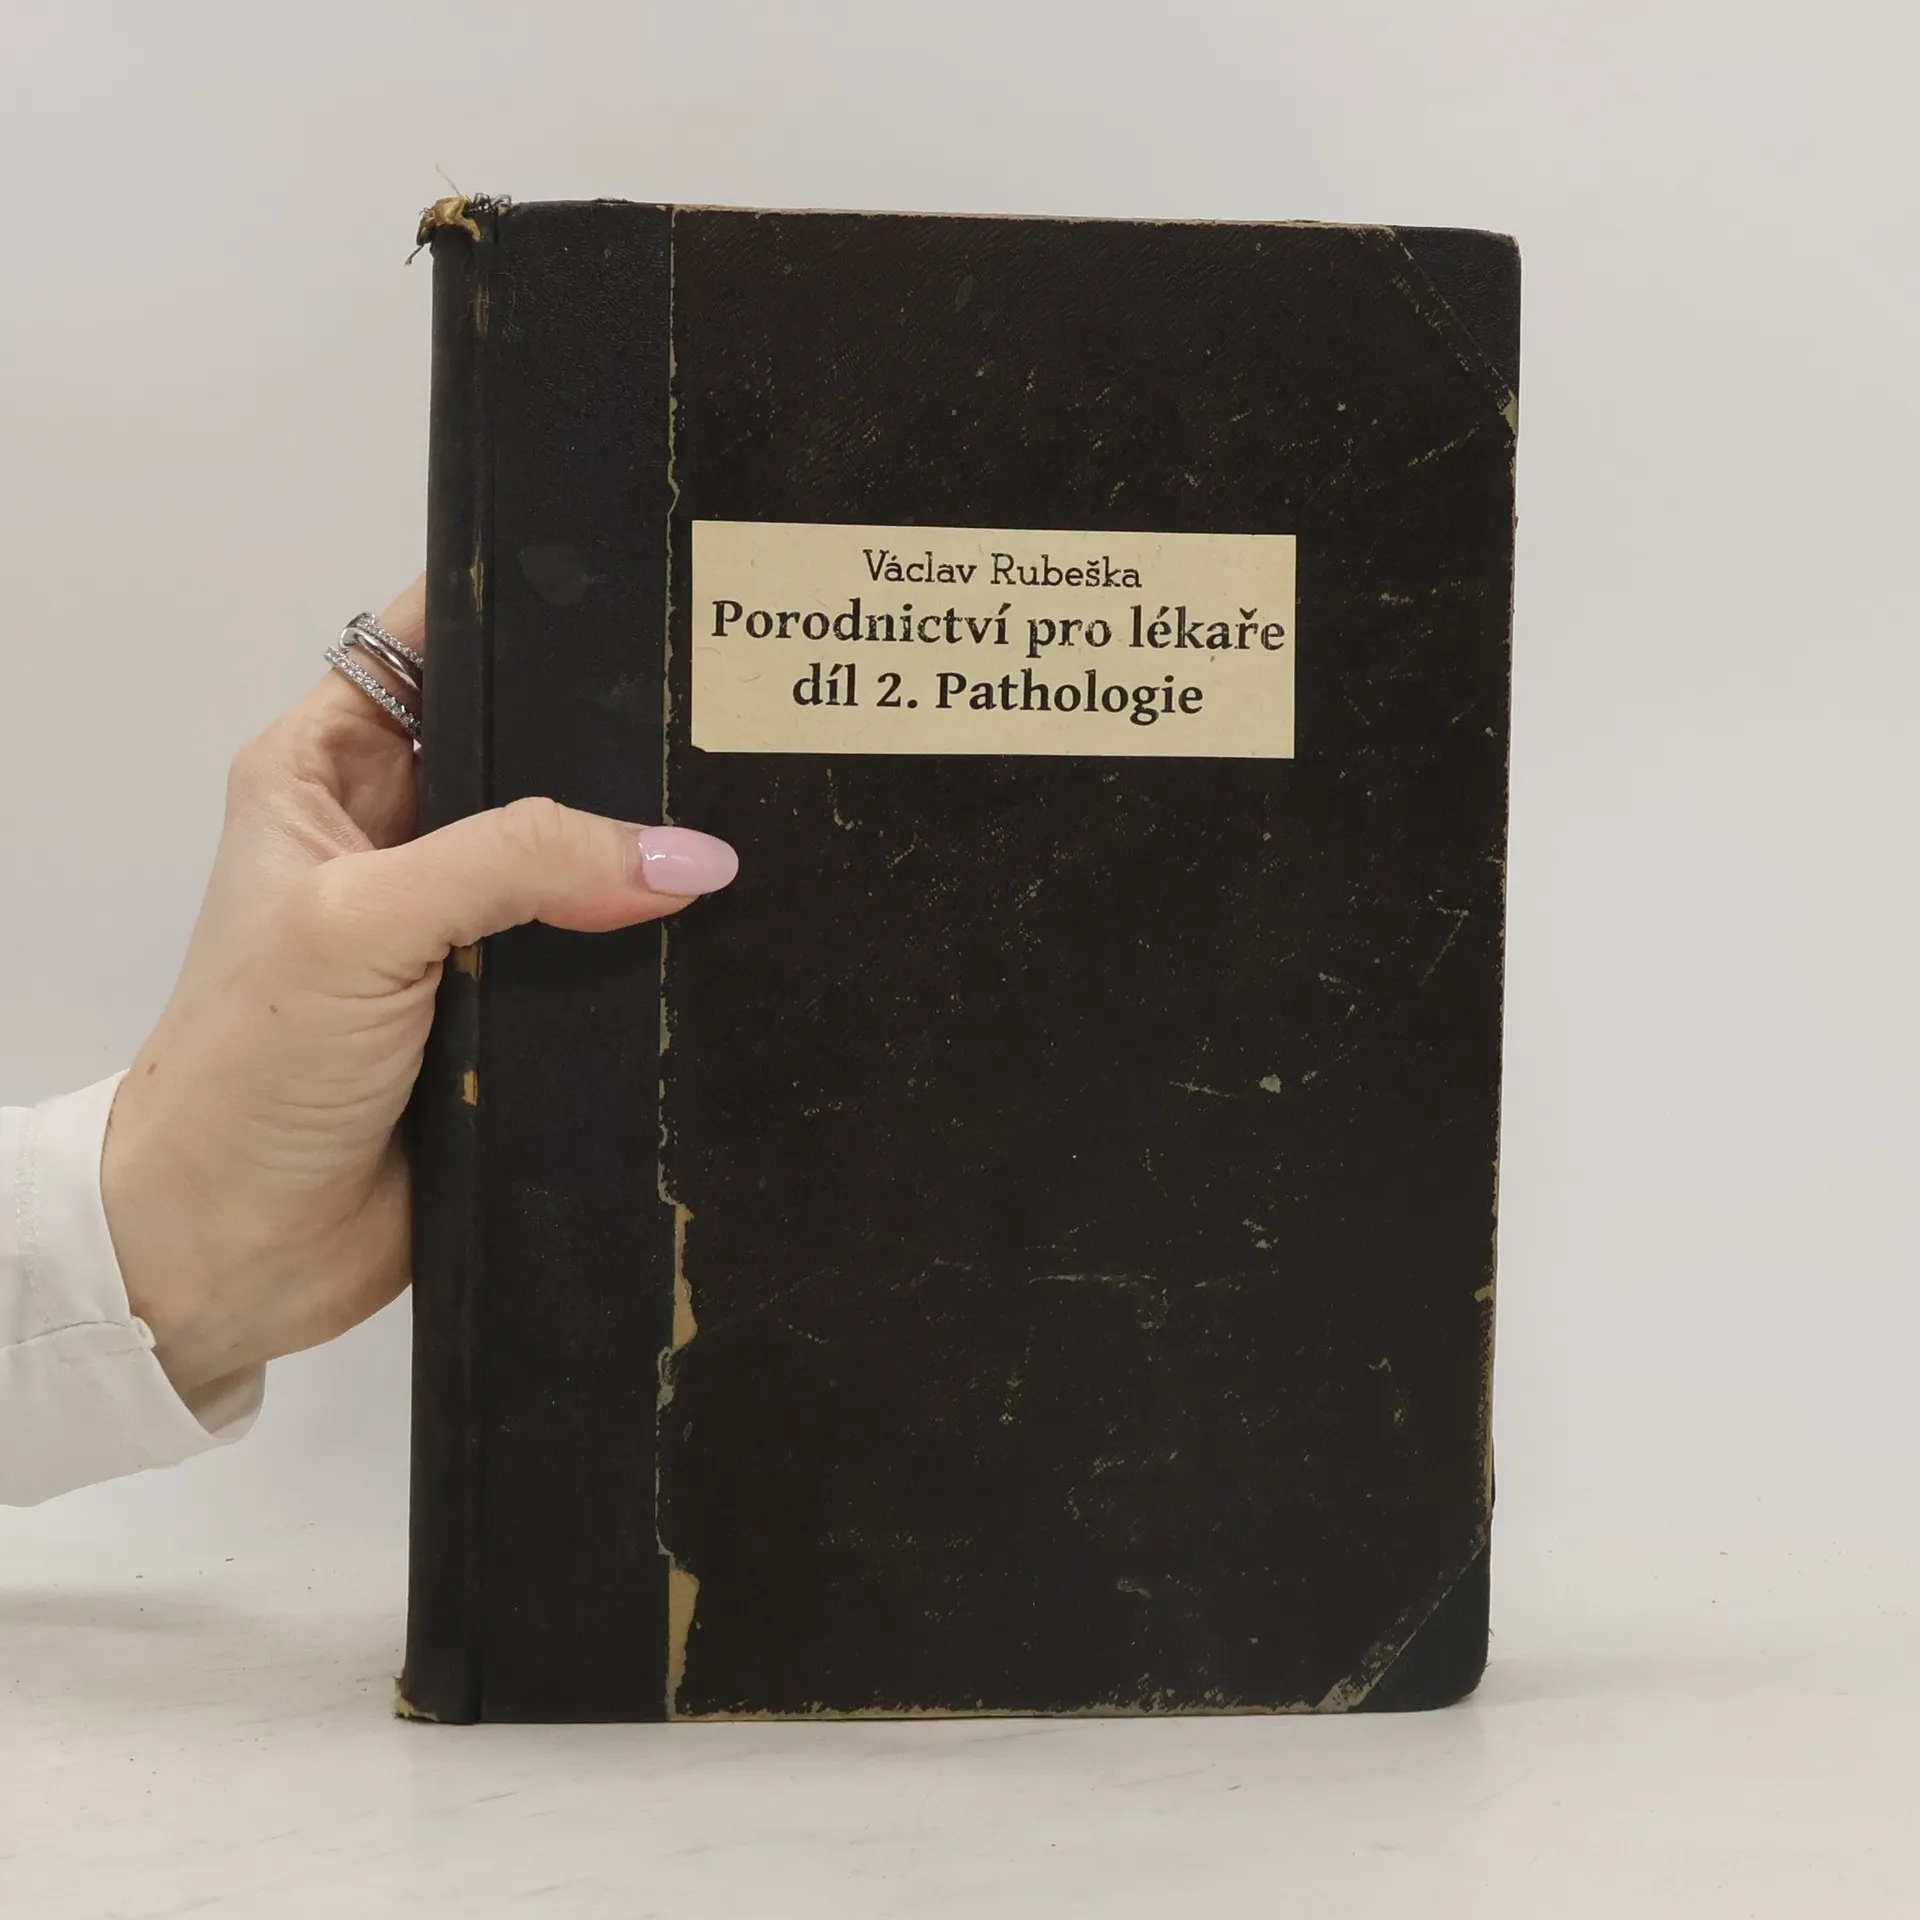 Václav Rubeška
Porodnictví pro lékaře
díl 2. Pathologie